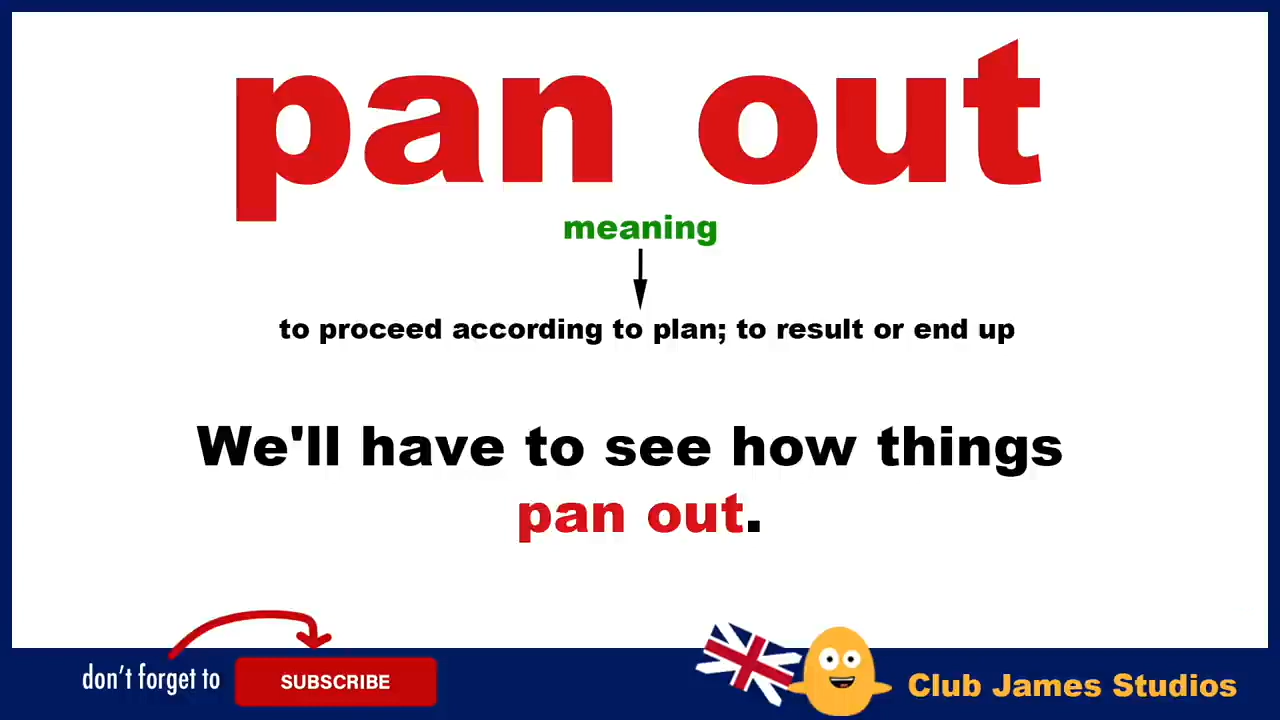 pan out
meaning
to proceed according to plan; to result or end up
We'll have to see how things
pan out.
don't forget to SUBSCRIBE
Club James Studios